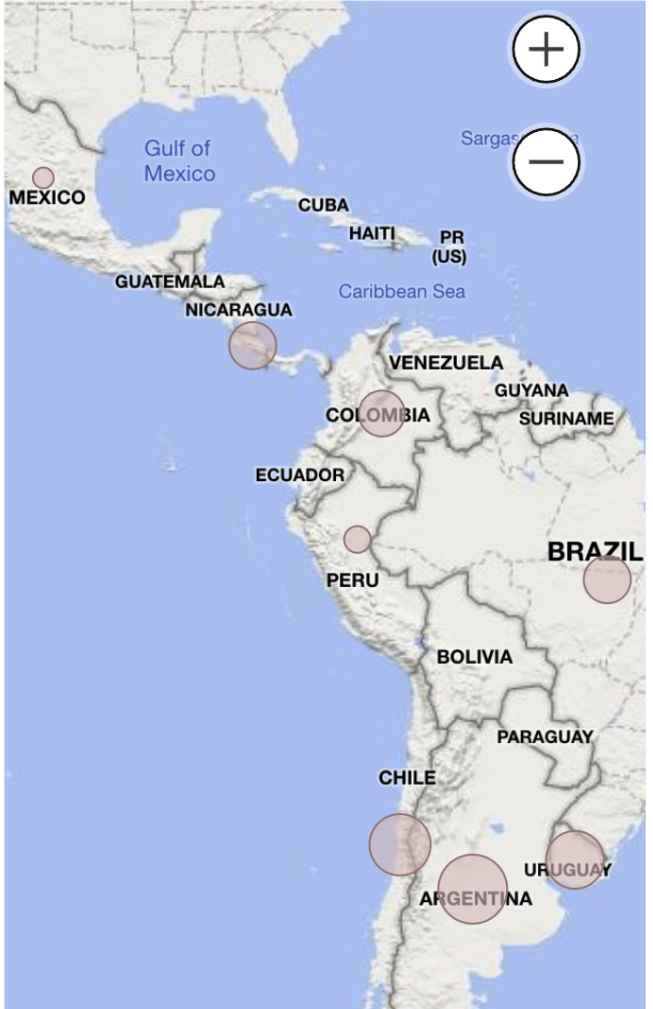 Gulf of
Mexico
Sargas
MEXICO
CUBA
HAITI
PR
(US)
GUATEMALA
Caribbean Sea
NICARAGUA
VENEZUELA
GUYANA
COLOMBIA
SURINAME
ECUADOR
BRAZIL
PERU
BOLIVIA
PARAGUAY
CHILE
URUGUAY
ARGENTINA